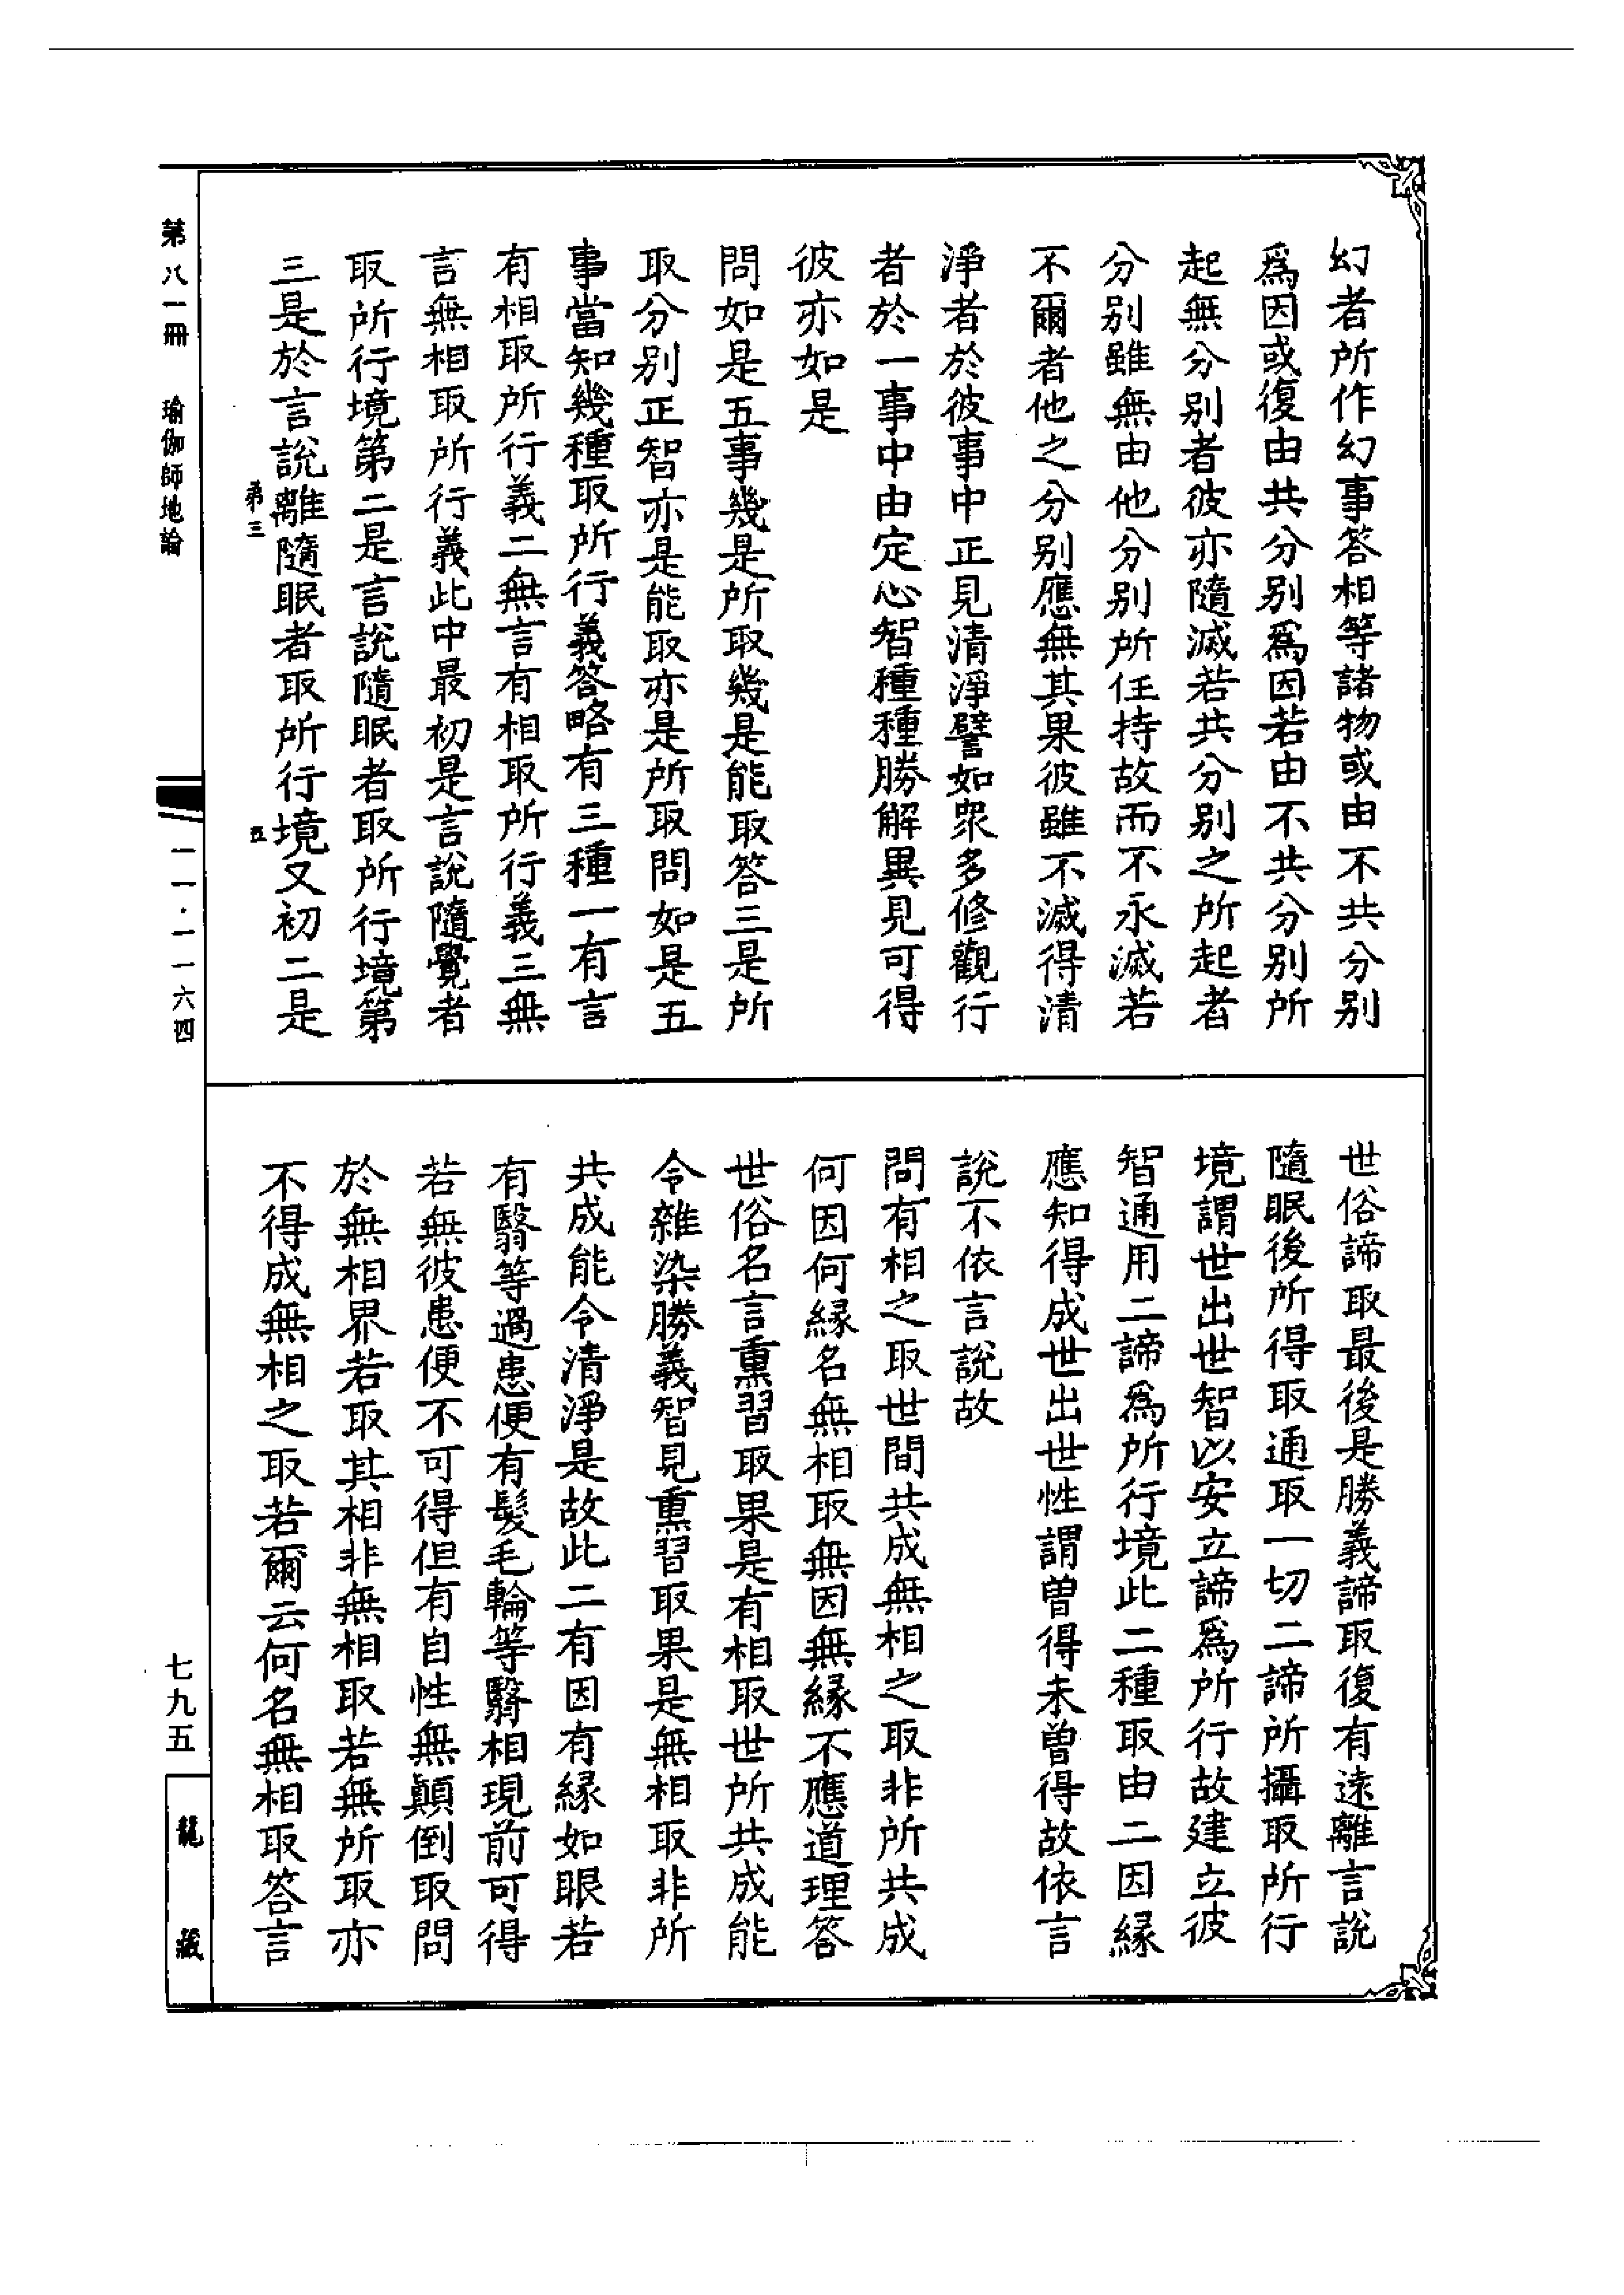 幻者所作幻事答相等諸物或由不共分别
爲因或復由共分别爲因若由不共分别所
起無分别者彼亦隨滅若共分别之所起者
分别雖無由他分别所任持故而不永滅若
不爾者他之分别應無其果彼雖不滅得清
淨者於彼事中正見清淨譬如衆多修觀行
者於一事中由定心智種種勝解異見可得
彼亦如是
問如是五事幾是所取幾是能取答三是所
取分别正智亦是能取亦是所取問如是五
事當知幾種取所行義答略有三種一有言
有相取所行義二無言有相取所行義三無
言無相取所行義此中最初是言說隨覺者
取所行境第二是言說隨眠者取所行境第
三是於言說離隨眠者取所行境又初二是
世俗諦取最後是勝義諦取復有遠離言說
隨眠後所得取通取一切二諦所攝取所行
境謂世出世智以安立諦爲所行故建立彼
智通用二諦爲所行境此二種取由二因緣
應知得成世出世性謂曾得未曾得故依言
說不依言說故
問有相之取世間共成無相之取非所共成
何因何緣名無相取無因無緣不應道理答
世俗名言熏習取果是有相取世所共成能
令雜染勝義智見熏習取果是無相取非所
共成能令清淨是故此二有因有緣如眼若
有翳等過患便有髮毛輪等翳相現前可得
若無彼患便不可得但有自性無顛倒取問
於無相界若取其相非無相取若無所取亦
不得成無相之取若爾云何名無相取答言
第三
五
第八一冊　瑜伽師地論
一一·一一六四
七九五
龍藏